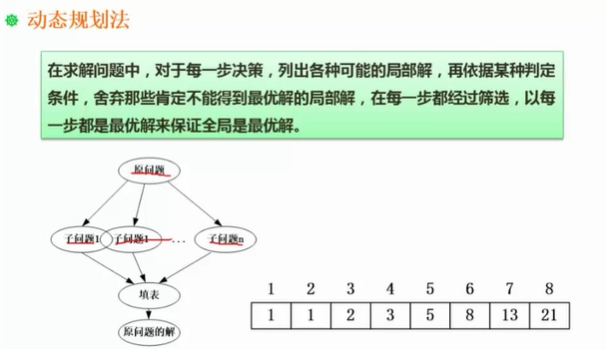 动态规划法
在求解问题中，对于每一步决策，列出各种可能的局部解，再依据某种判定
条件，舍弃那些肯定不能得到最优解的局部解，在每一步都经过筛选，以每
一步都是最优解来保证全局是最优解。
原问题
子问题1 子问题1 … 子问题n
填表
原问题的解
1 2 3 4 5 6 7 8
1 1 2 3 5 8 13 21